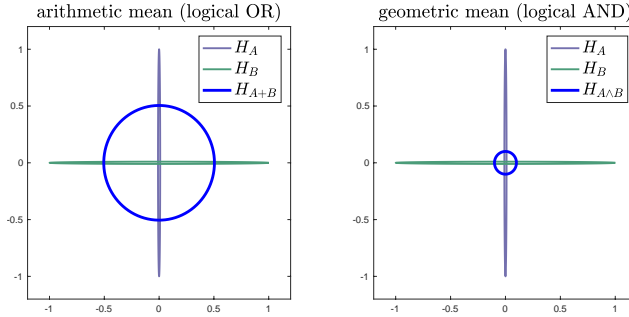 arithmetic mean (logical OR)
H_A
H_B
H_{A+B}
1
0.5
0
-0.5
-1
-1
-0.5
0
0.5
1
geometric mean (logical AND)
H_A
H_B
H_{A∧B}
1
0.5
0
-0.5
-1
-1
-0.5
0
0.5
1